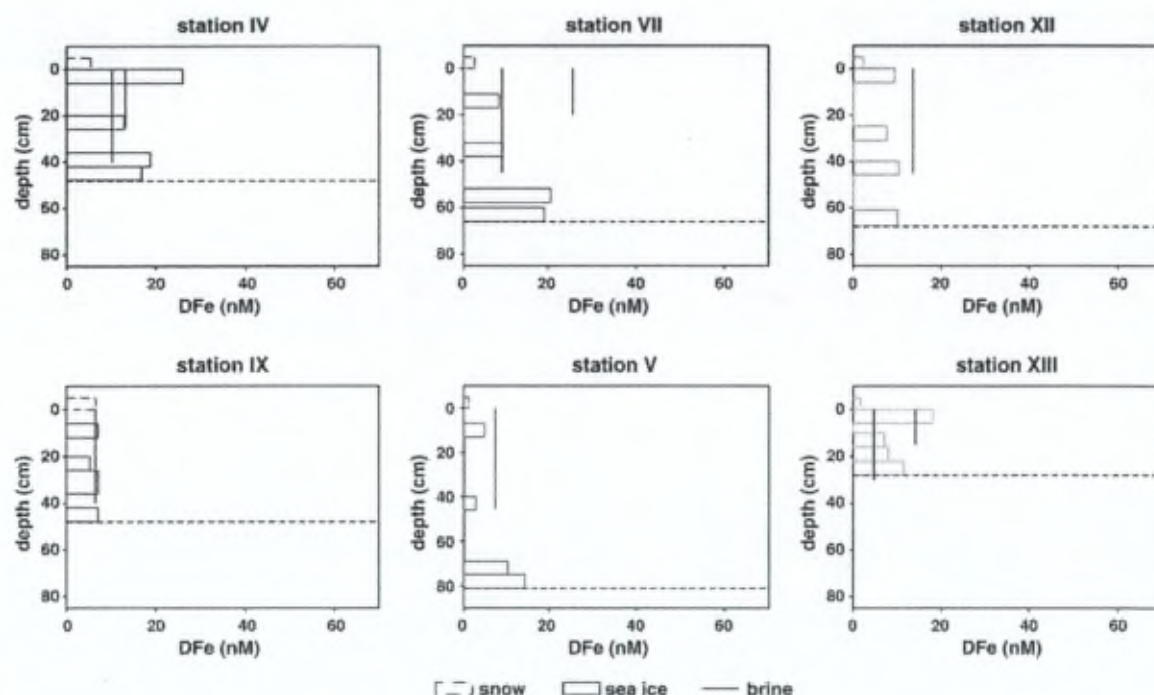 station IV
station VII
station XII
depth (cm)
0
20
40
60
80
0
20
40
60
DFe (nM)
depth (cm)
0
20
40
60
80
0
20
40
60
DFe (nM)
depth (cm)
0
20
40
60
80
0
20
40
60
DFe (nM)
station IX
station V
station XIII
depth (cm)
0
20
40
60
80
0
20
40
60
DFe (nM)
depth (cm)
0
20
40
60
80
0
20
40
60
DFe (nM)
depth (cm)
0
20
40
60
80
0
20
40
60
DFe (nM)
snow
sea ice
brine